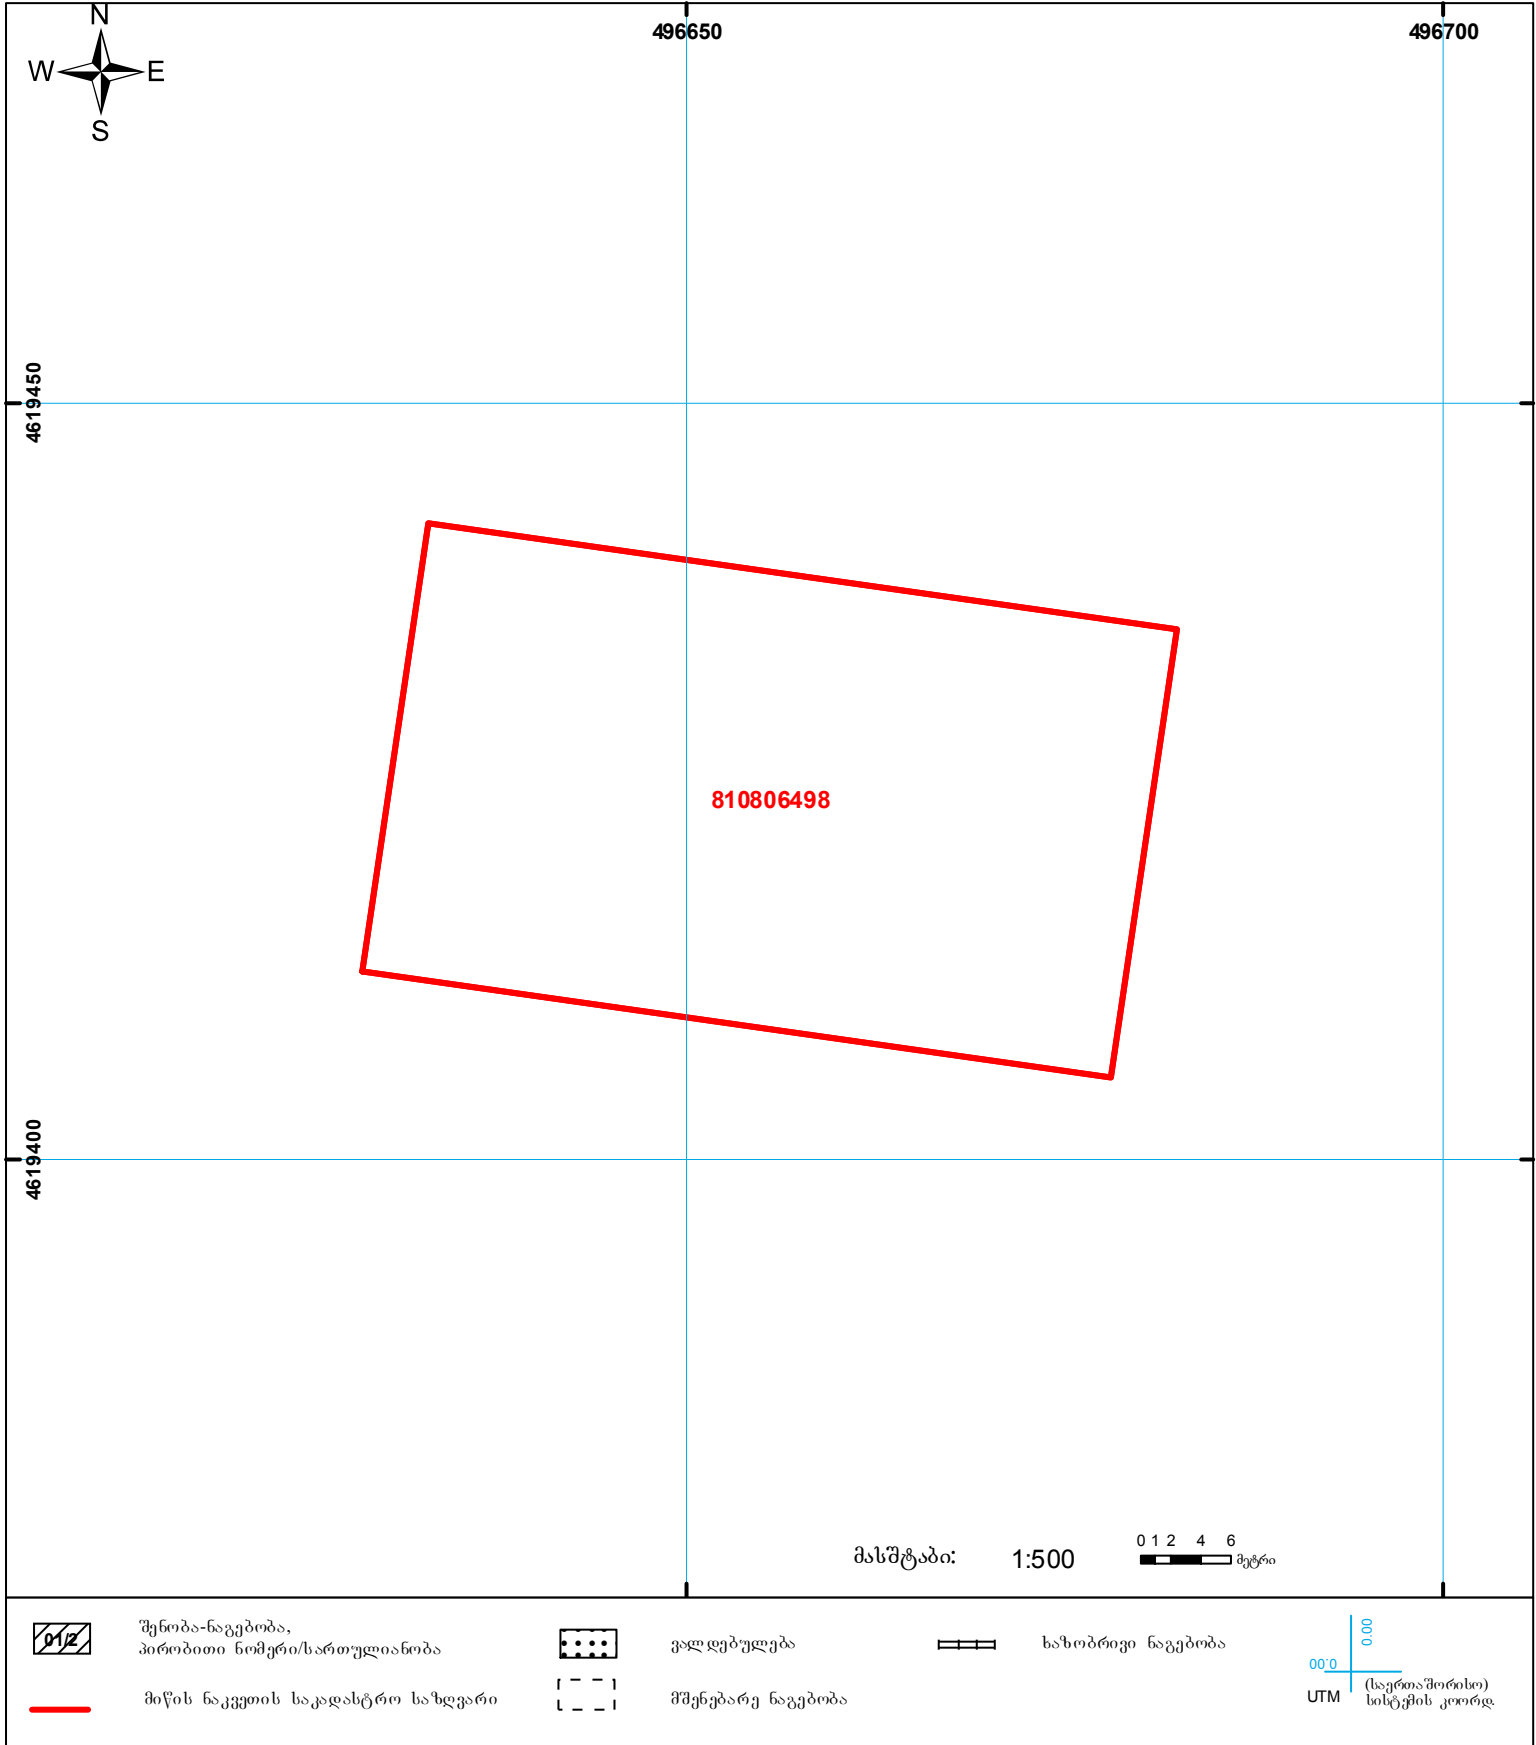 N
W E
S
496650
496700
4619450
810806498
4619400
მასშტაბი: 1:500
0 1 2 4 6
მეტრი
01/2
შენობა-ნაგებობა,
პირობითი ნომერი/სართულიანობა
ვალდებულება
ხაზობრივი ნაგებობა
მიწის ნაკვეთის საკადასტრო საზღვარი
მშენებარე ნაგებობა
00.0
0.00
UTM
(საერთაშორისო)
სისტემის კოორდ.